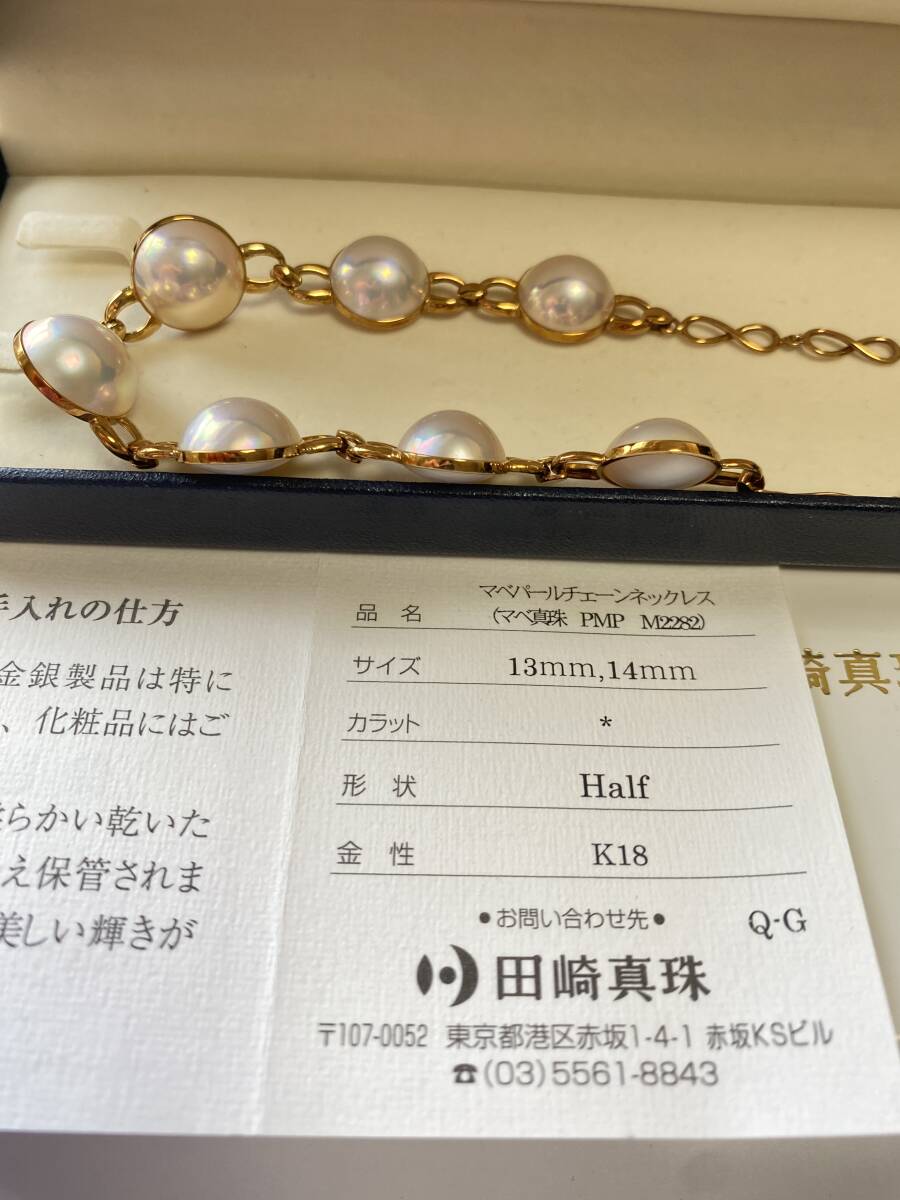 手入れの仕方
金銀製品は特に
、化粧品にはご
らかい乾いた
え保管されま
美しい輝きが
マベパールチェーンネックレス
品 名 (マベ真珠 PMP M2282)
サイズ 13mm,14mm
カラット *
形 状 Half
金 性 K18
●お問い合わせ先● Q-G
田崎真珠
〒107-0052 東京都港区赤坂1-4-1 赤坂KSビル
☎(03)5561-8843
崎真珠